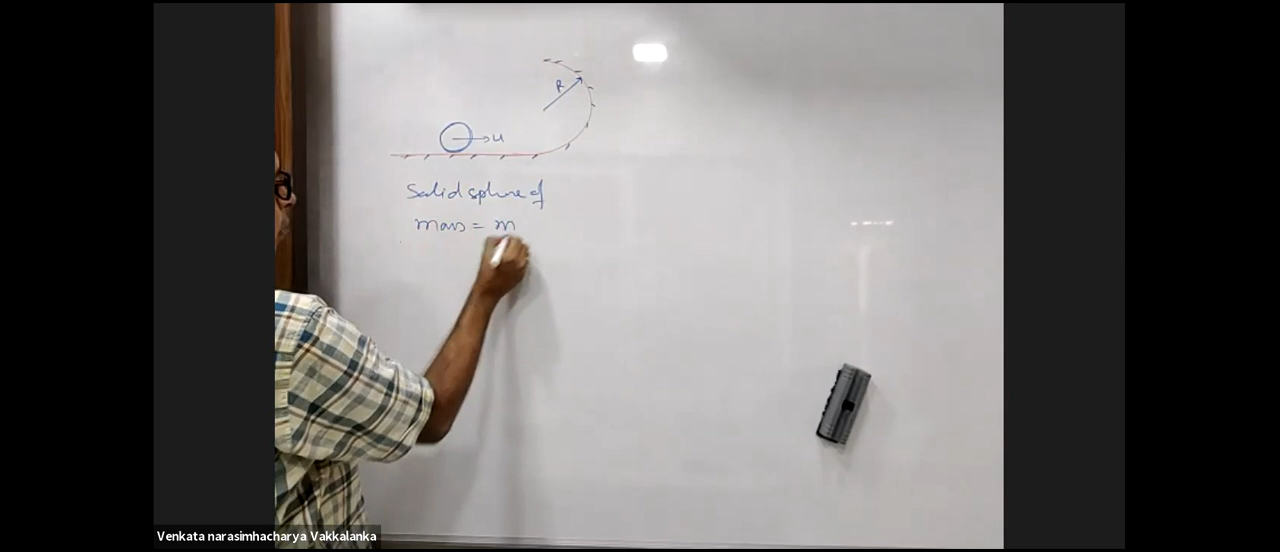 R
u
Solid sphere of
mass = m
Venkata narasimhacharya Vakkalanka